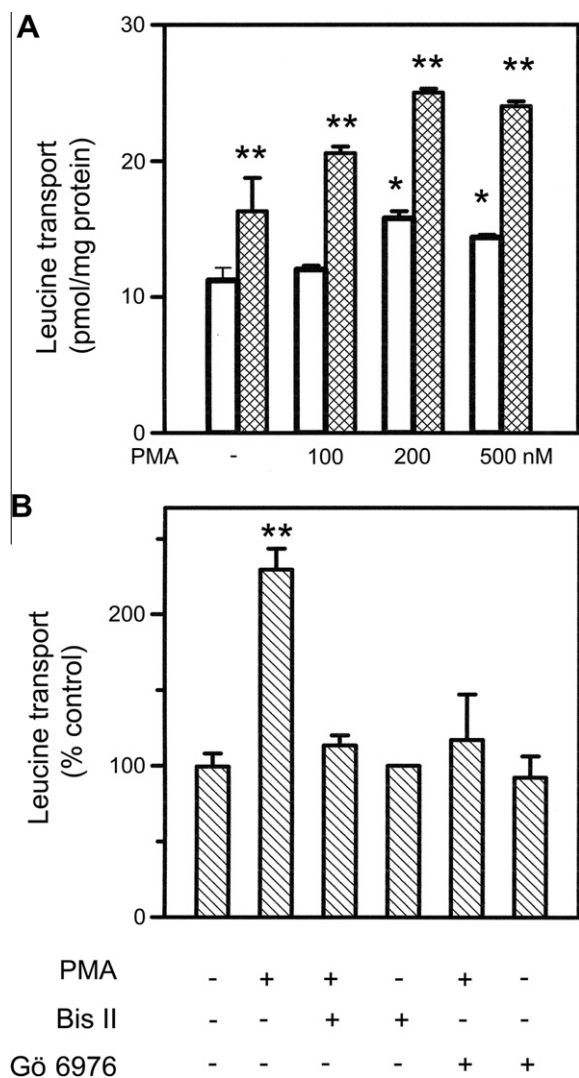 A
Leucine transport
(pmol/mg protein)
30
20
10
0
** ** ** **
* *
PMA - 100 200 500 nM
B
Leucine transport
(% control)
200
100
0
**
PMA - + + - + -
Bis II - - + + - -
Gö 6976 - - - - + +